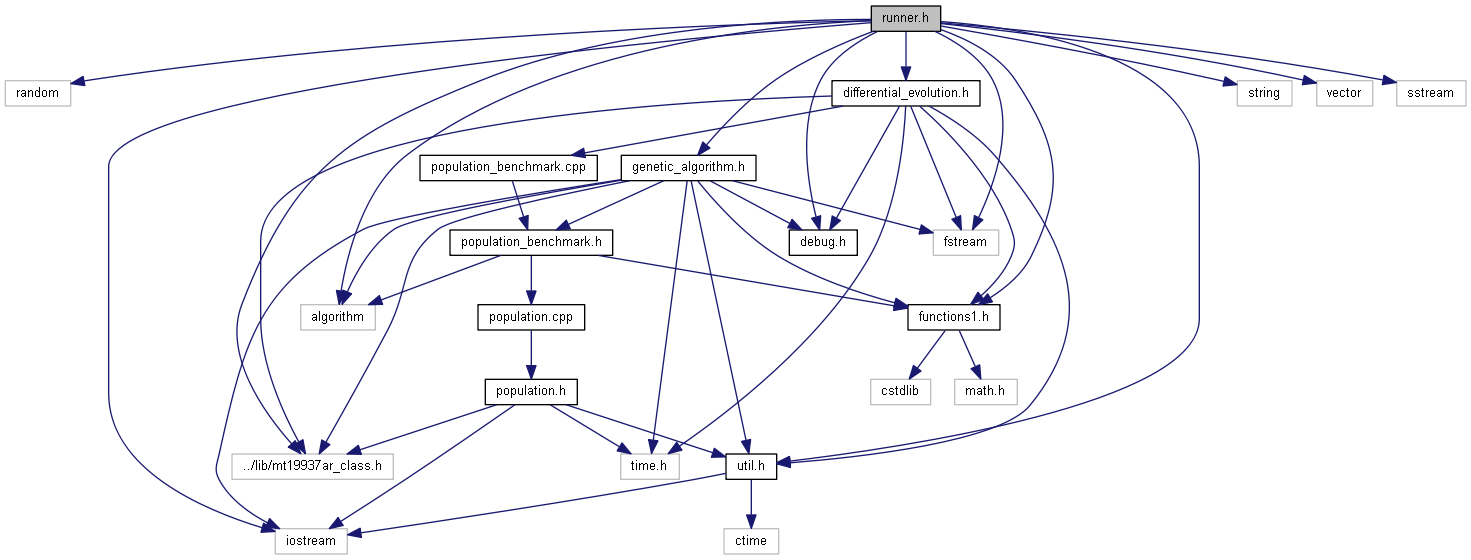 runner.h
random
differential_evolution.h
string
vector
sstream
population_benchmark.cpp
genetic_algorithm.h
population_benchmark.h
debug.h
fstream
algorithm
population.cpp
functions1.h
population.h
cstdlib
math.h
../lib/mt19937ar_class.h
time.h
util.h
iostream
ctime